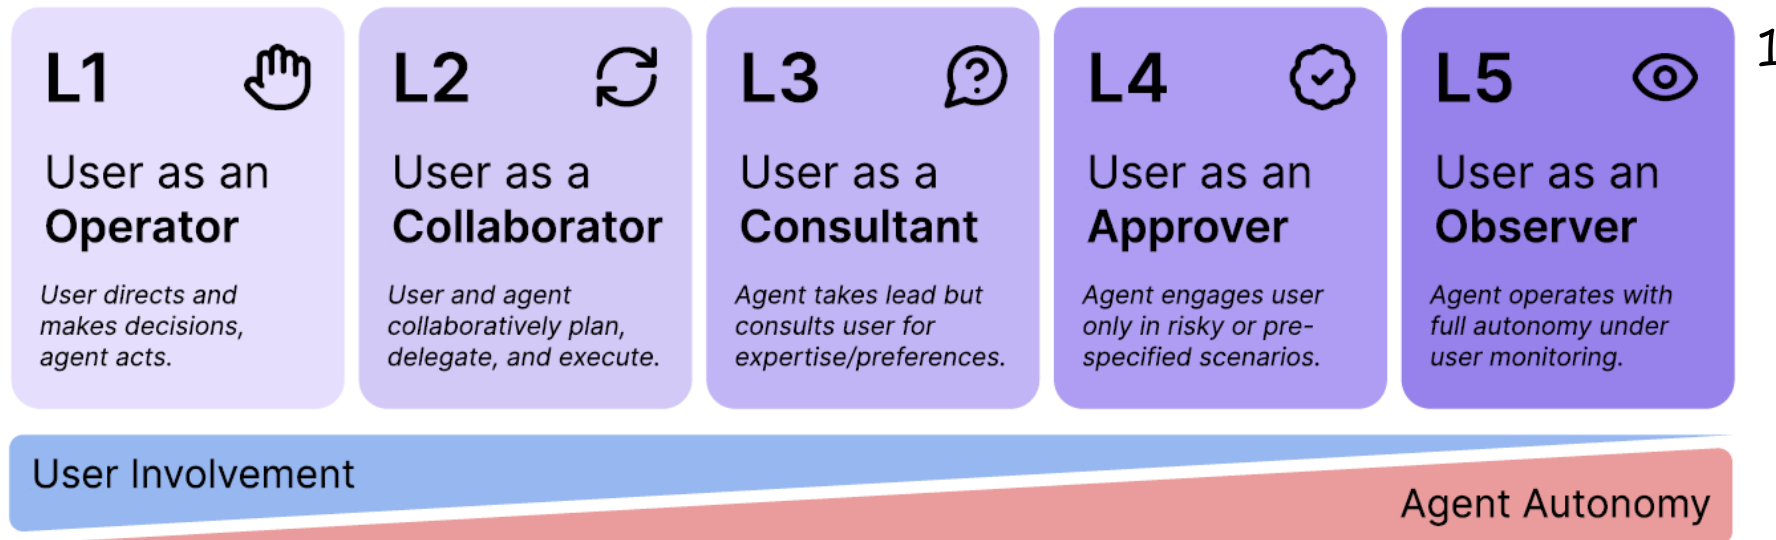 L1
User as an
Operator
User directs and
makes decisions,
agent acts.
L2
User as a
Collaborator
User and agent
collaboratively plan,
delegate, and execute.
L3
User as a
Consultant
Agent takes lead but
consults user for
expertise/preferences.
L4
User as an
Approver
Agent engages user
only in risky or pre-
specified scenarios.
L5
User as an
Observer
Agent operates with
full autonomy under
user monitoring.
1
User Involvement
Agent Autonomy